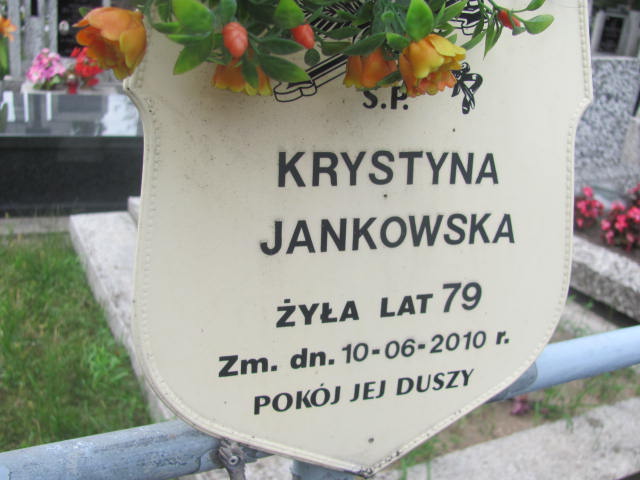 Ś.P.
KRYSTYNA
JANKOWSKA
ŻYŁA LAT 79
Zm. dn. 10-06-2010 r.
POKÓJ JEJ DUSZY